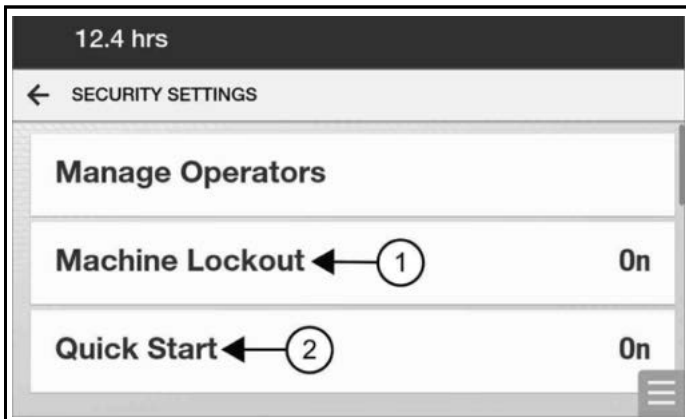 12.4 hrs
SECURITY SETTINGS
Manage Operators
Machine Lockout 1 On
Quick Start 2 On